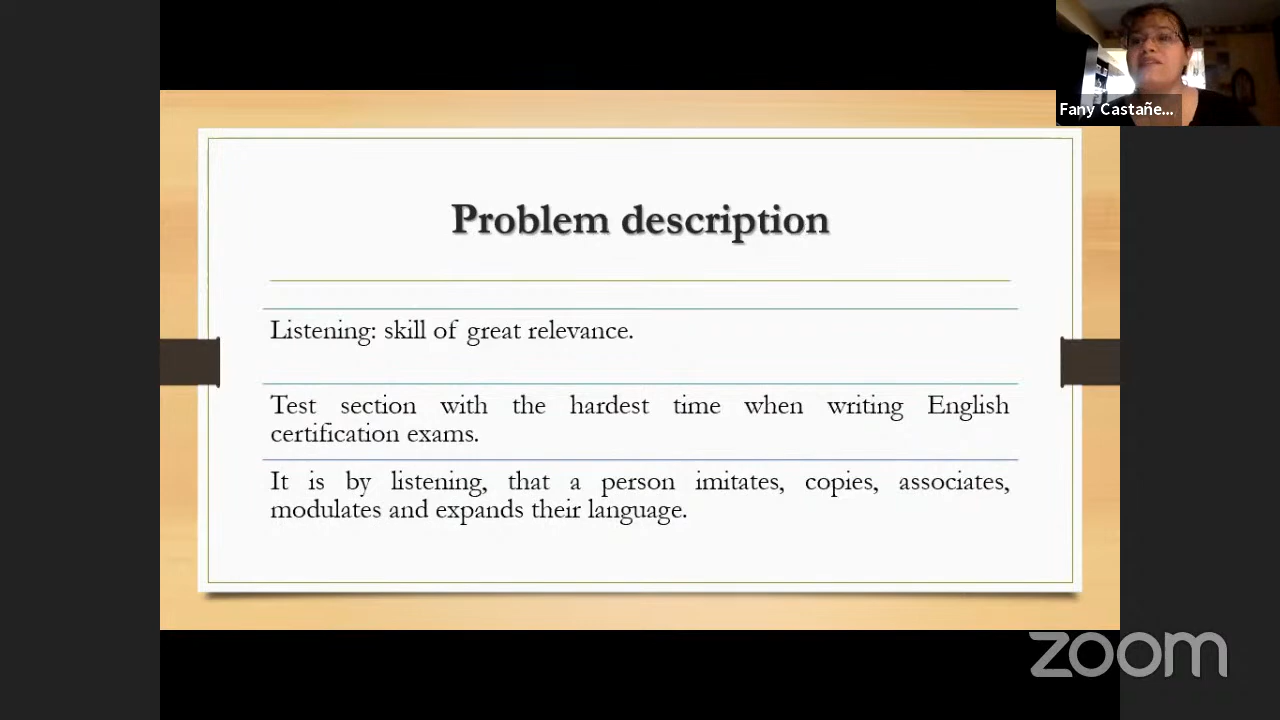 Fany Castañe...
Problem description
Listening: skill of great relevance.
Test section with the hardest time when writing English
certification exams.
It is by listening, that a person imitates, copies, associates,
modulates and expands their language.
zoom